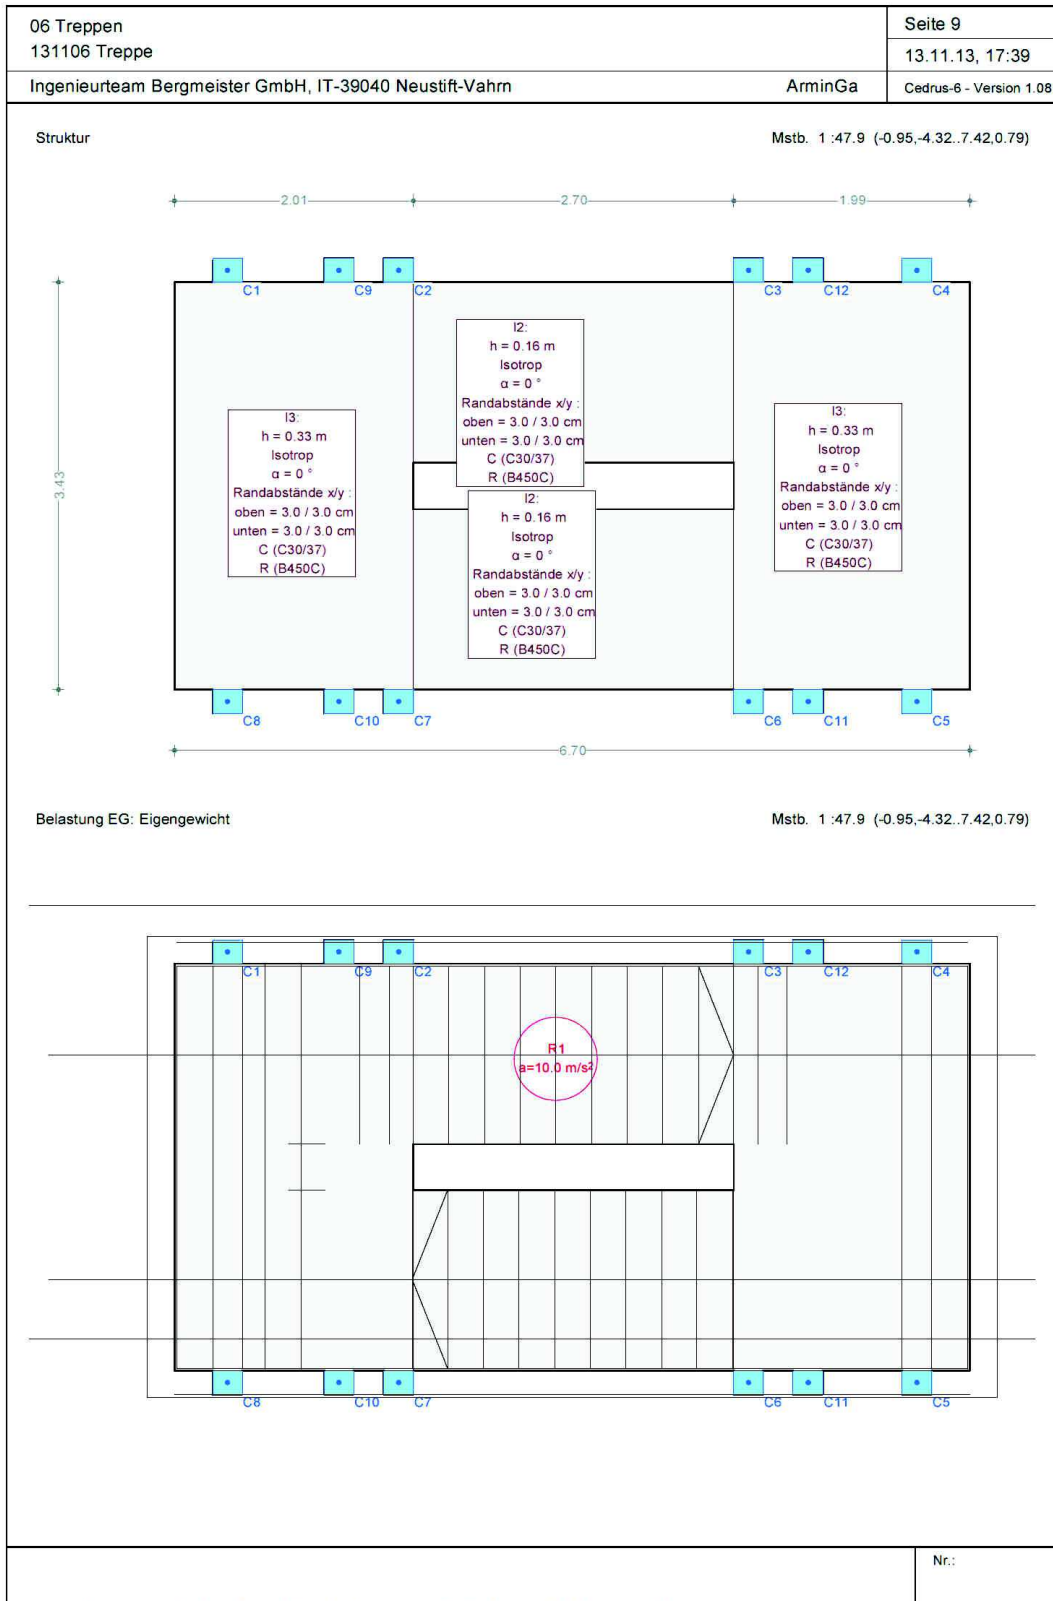 06 Treppen
131106 Treppe
Seite 9
13.11.13, 17:39
Ingenieurteam Bergmeister GmbH, IT-39040 Neustift-Vahrn
ArminGa
Cedrus-6 - Version 1.08
Struktur
Mstb. 1 :47.9 (-0.95,-4.32..7.42,0.79)
2.01
2.70
1.99
C1
C9
C2
C3
C12
C4
I2:
h = 0.16 m
Isotrop
α = 0 °
Randabstände x/y :
oben = 3.0 / 3.0 cm
unten = 3.0 / 3.0 cm
C (C30/37)
R (B450C)
I3:
h = 0.33 m
Isotrop
α = 0 °
Randabstände x/y :
oben = 3.0 / 3.0 cm
unten = 3.0 / 3.0 cm
C (C30/37)
R (B450C)
I3:
h = 0.33 m
Isotrop
α = 0 °
Randabstände x/y :
oben = 3.0 / 3.0 cm
unten = 3.0 / 3.0 cm
C (C30/37)
R (B450C)
3.43
I2:
h = 0.16 m
Isotrop
α = 0 °
Randabstände x/y :
oben = 3.0 / 3.0 cm
unten = 3.0 / 3.0 cm
C (C30/37)
R (B450C)
C8
C10
C7
C6
C11
C5
6.70
Belastung EG: Eigengewicht
Mstb. 1 :47.9 (-0.95,-4.32..7.42,0.79)
C1
C9
C2
C3
C12
C4
R1
a=10.0 m/s²
C8
C10
C7
C6
C11
C5
Nr.: